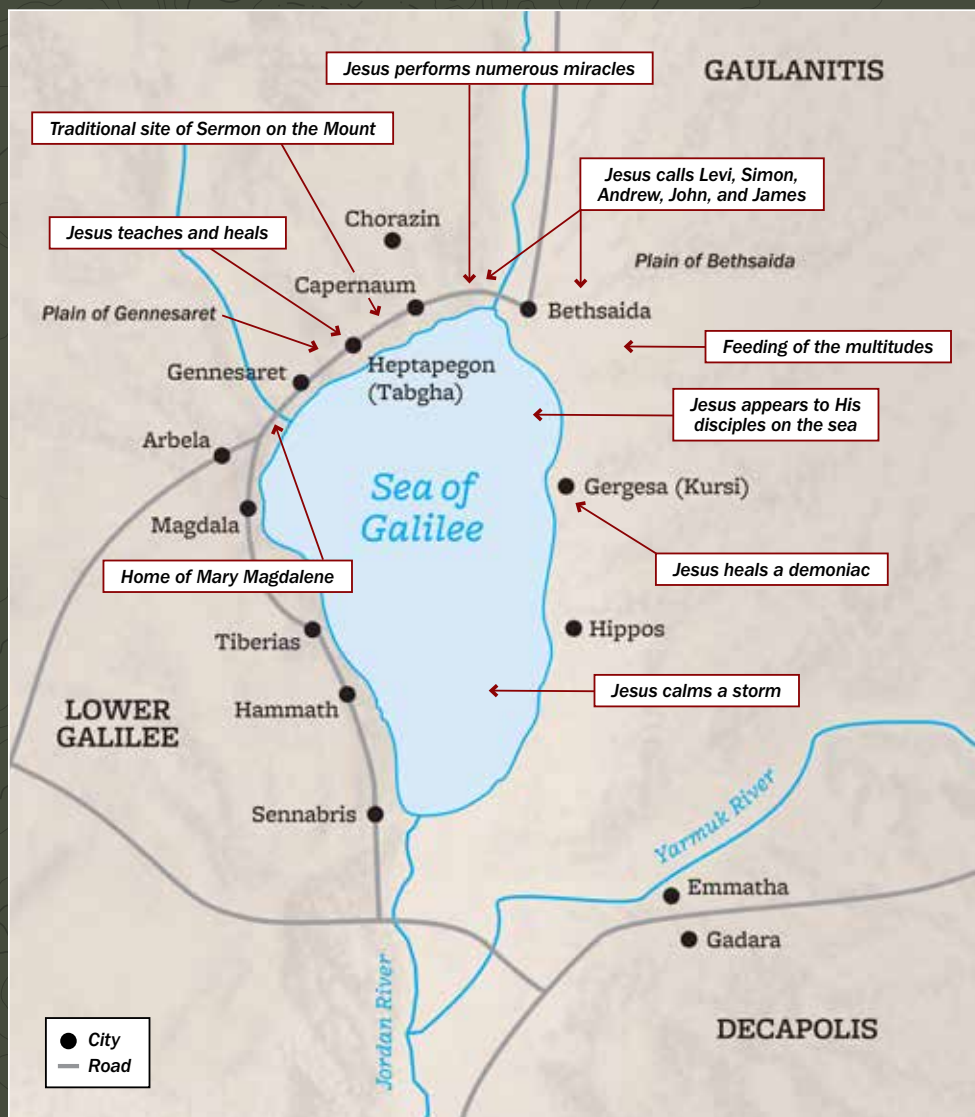 Jesus performs numerous miracles
GAULANITIS
Traditional site of Sermon on the Mount
Jesus calls Levi, Simon,
Andrew, John, and James
Chorazin
Jesus teaches and heals
Plain of Bethsaida
Capernaum
Plain of Gennesaret
Bethsaida
Feeding of the multitudes
Heptapegon
(Tabgha)
Gennesaret
Jesus appears to His
disciples on the sea
Arbela
Sea of
Galilee
Gergesa (Kursi)
Magdala
Home of Mary Magdalene
Jesus heals a demoniac
Tiberias
Hippos
Jesus calms a storm
Hammath
LOWER
GALILEE
Sennabris
Yarmuk River
Emmatha
Gadara
Jordan River
DECAPOLIS
City
Road